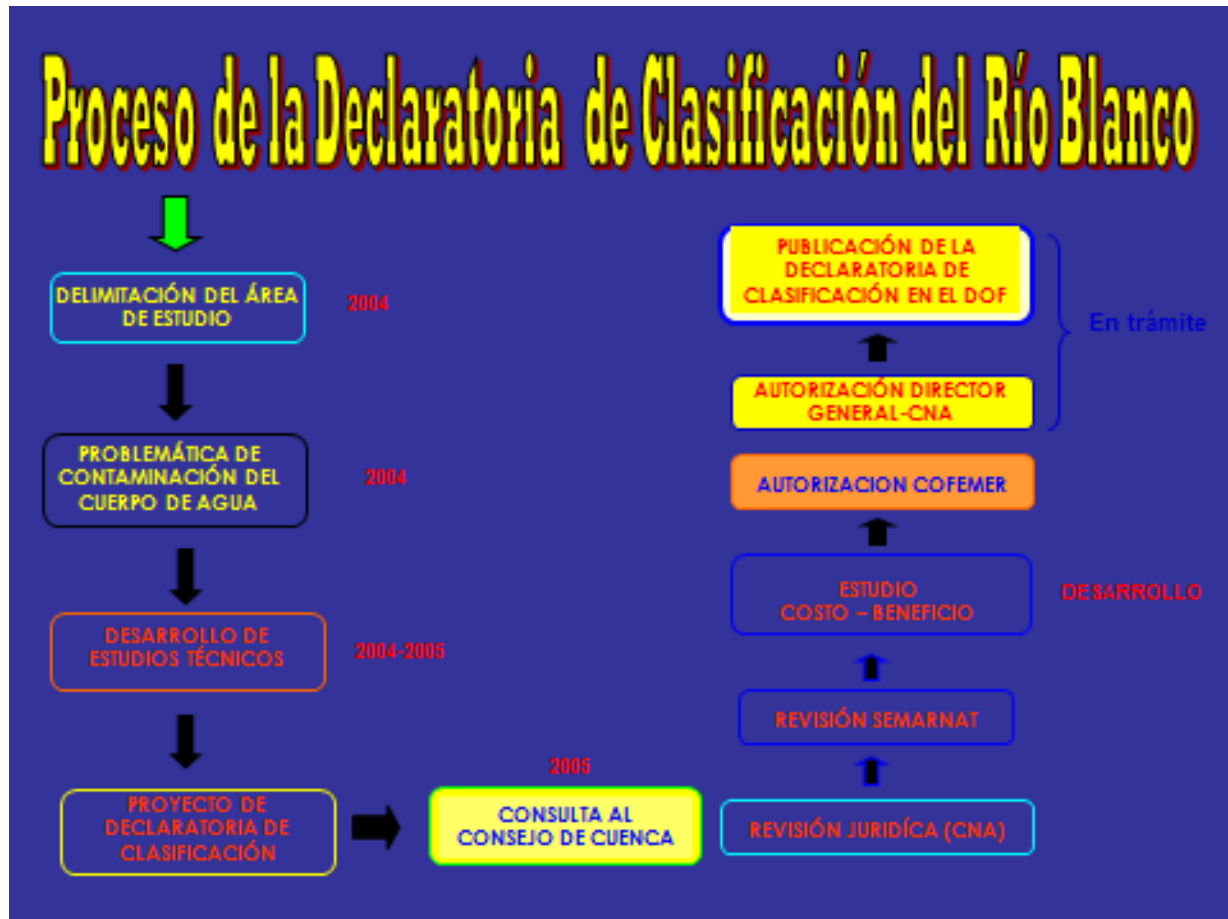 Proceso de la Declaratoria de Clasificación del Río Blanco
DELIMITACIÓN DEL ÁREA
DE ESTUDIO
2004
PROBLEMÁTICA DE
CONTAMINACIÓN DEL
CUERPO DE AGUA
2004
DESARROLLO DE
ESTUDIOS TÉCNICOS
2004-2005
PROYECTO DE
DECLARATORIA DE
CLASIFICACIÓN
2005
CONSULTA AL
CONSEJO DE CUENCA
REVISIÓN JURIDÍCA (CNA)
REVISIÓN SEMARNAT
ESTUDIO
COSTO – BENEFICIO
DESARROLLO
AUTORIZACION COFEMER
AUTORIZACIÓN DIRECTOR
GENERAL-CNA
PUBLICACIÓN DE LA
DECLARATORIA DE
CLASIFICACIÓN EN EL DOF
En trámite